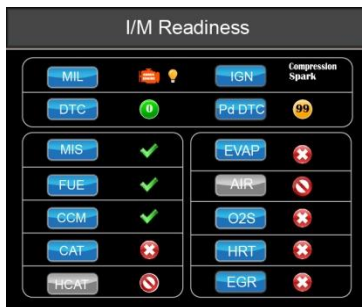 I/M Readiness
MIL
IGN
Compression
Spark
DTC
0
Pd DTC
99
MIS
EVAP
FUE
AIR
CCM
O2S
CAT
HRT
HCAT
EGR